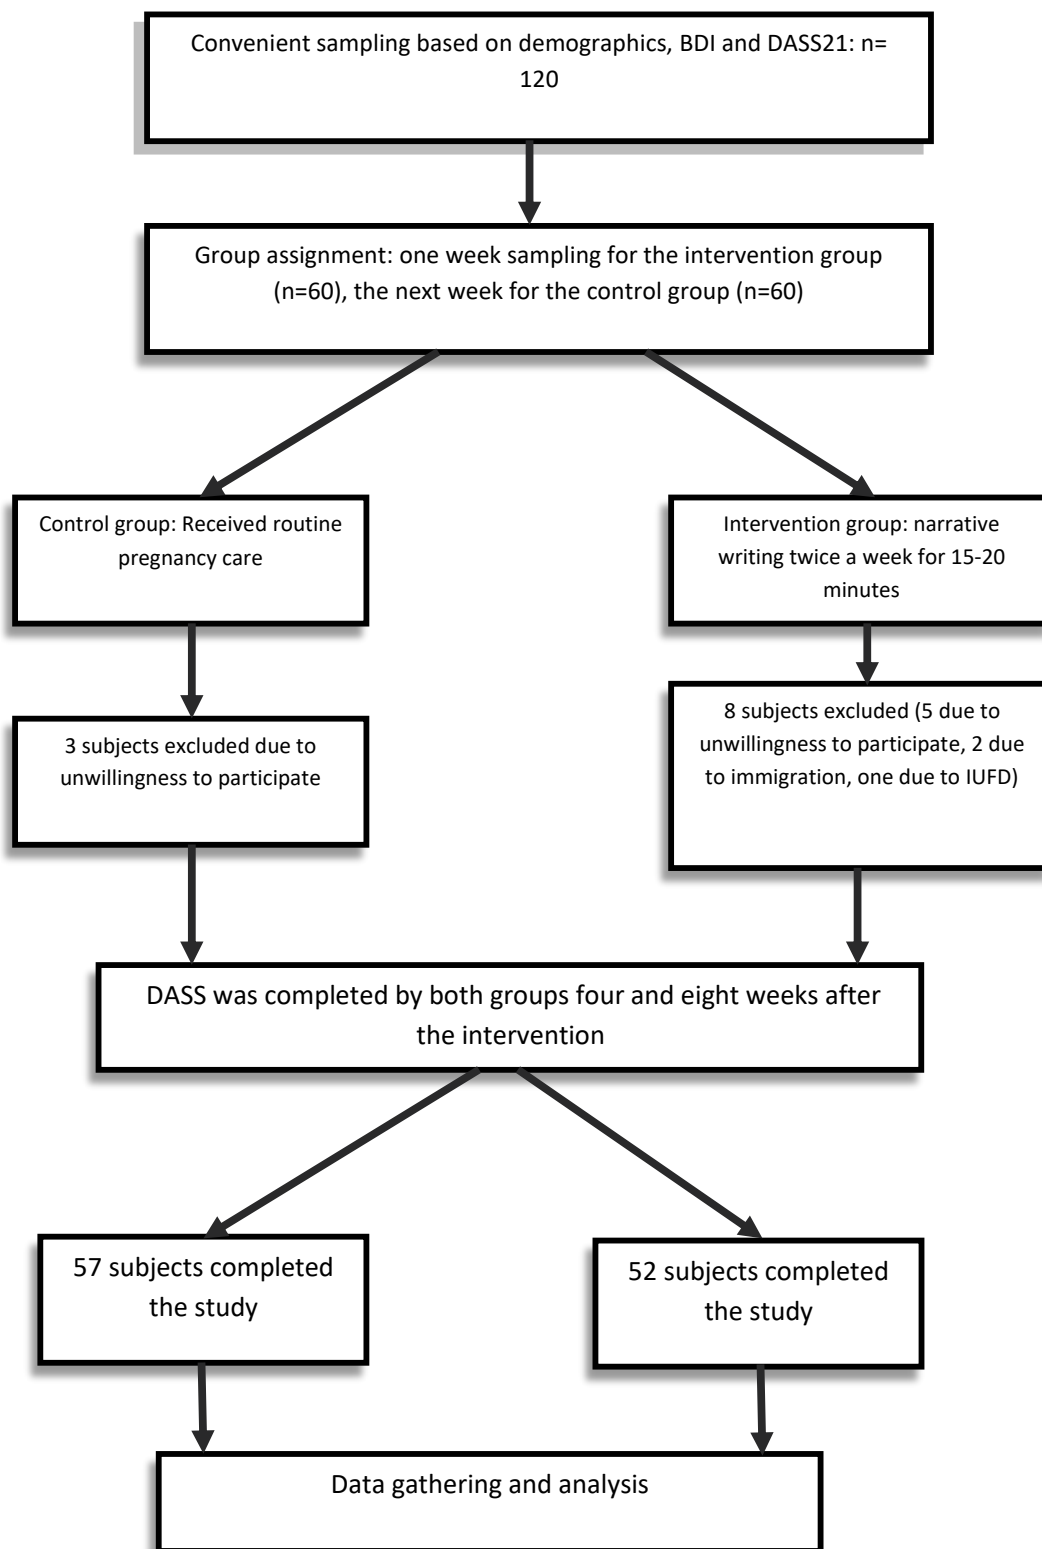 Convenient sampling based on demographics, BDI and DASS21: n=
120
Group assignment: one week sampling for the intervention group
(n=60), the next week for the control group (n=60)
Control group: Received routine
pregnancy care
Intervention group: narrative
writing twice a week for 15-20
minutes
3 subjects excluded due to
unwillingness to participate
8 subjects excluded (5 due to
unwillingness to participate, 2 due
to immigration, one due to IUFD)
DASS was completed by both groups four and eight weeks after
the intervention
57 subjects completed
the study
52 subjects completed
the study
Data gathering and analysis